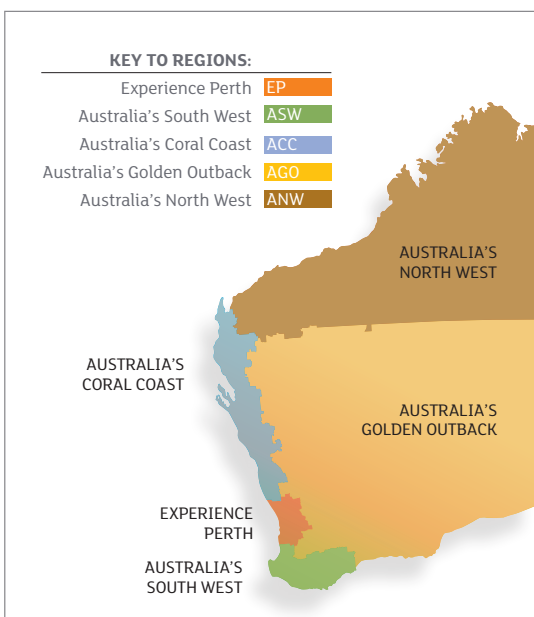 KEY TO REGIONS:
Experience Perth EP
Australia's South West ASW
Australia's Coral Coast ACC
Australia's Golden Outback AGO
Australia's North West ANW
AUSTRALIA'S
NORTH WEST
AUSTRALIA'S
CORAL COAST
AUSTRALIA'S
GOLDEN OUTBACK
EXPERIENCE
PERTH
AUSTRALIA'S
SOUTH WEST